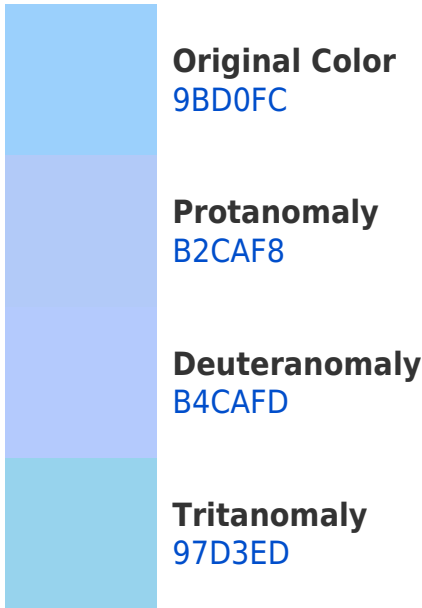 Original Color
9BD0FC
Protanomaly
B2CAF8
Deuteranomaly
B4CAFD
Tritanomaly
97D3ED